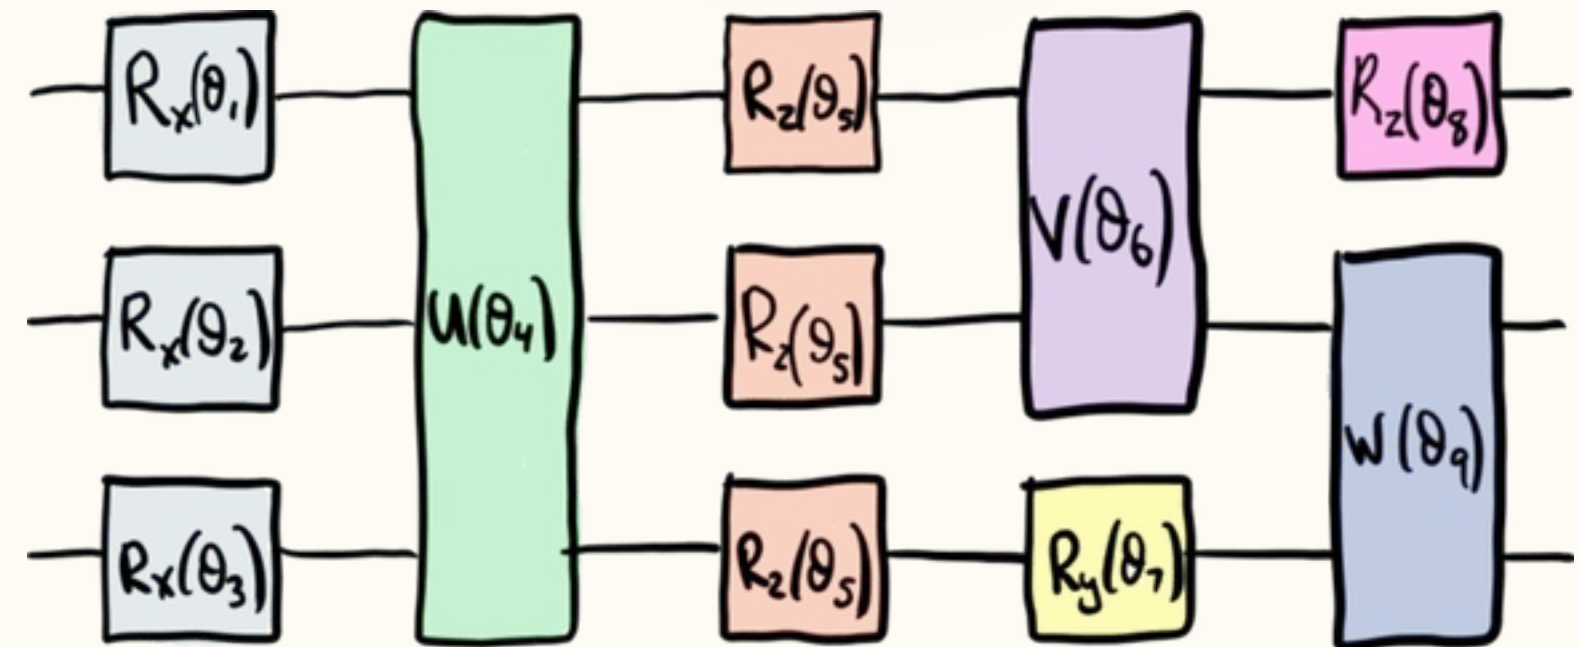 Rx(θ1) Rz(θ5) Rz(θ8)
V(θ6)
Rx(θ2) U(θ4) Rz(θ5)
W(θ9)
Rx(θ3) Rz(θ5) Ry(θ7)